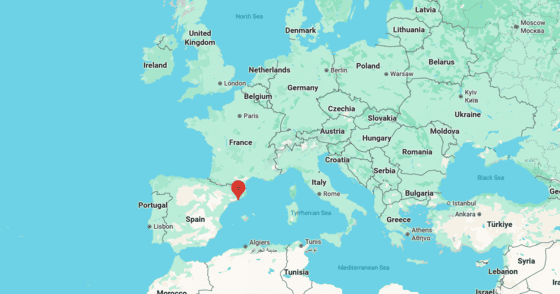 North Sea
Latvia
Moscow
Москва
Denmark
Lithuania
United
Kingdom
Ireland
Netherlands
Berlin
Poland
Belarus
London
Warsaw
Germany
Belgium
Kyiv
Київ
Paris
Czechia
Ukraine
Slovakia
Austria
Moldova
France
Hungary
Croatia
Romania
Serbia
Black Sea
Italy
Rome
Bulgaria
Portugal
Istanbul
Spain
Tyrrhenian Sea
Ankara
Greece
Lisbon
Athens
Αθήνα
Türkiye
Algiers
Tunis
Syria
Tunisia
Mediterranean Sea
Lebanon
Morocco
Israel